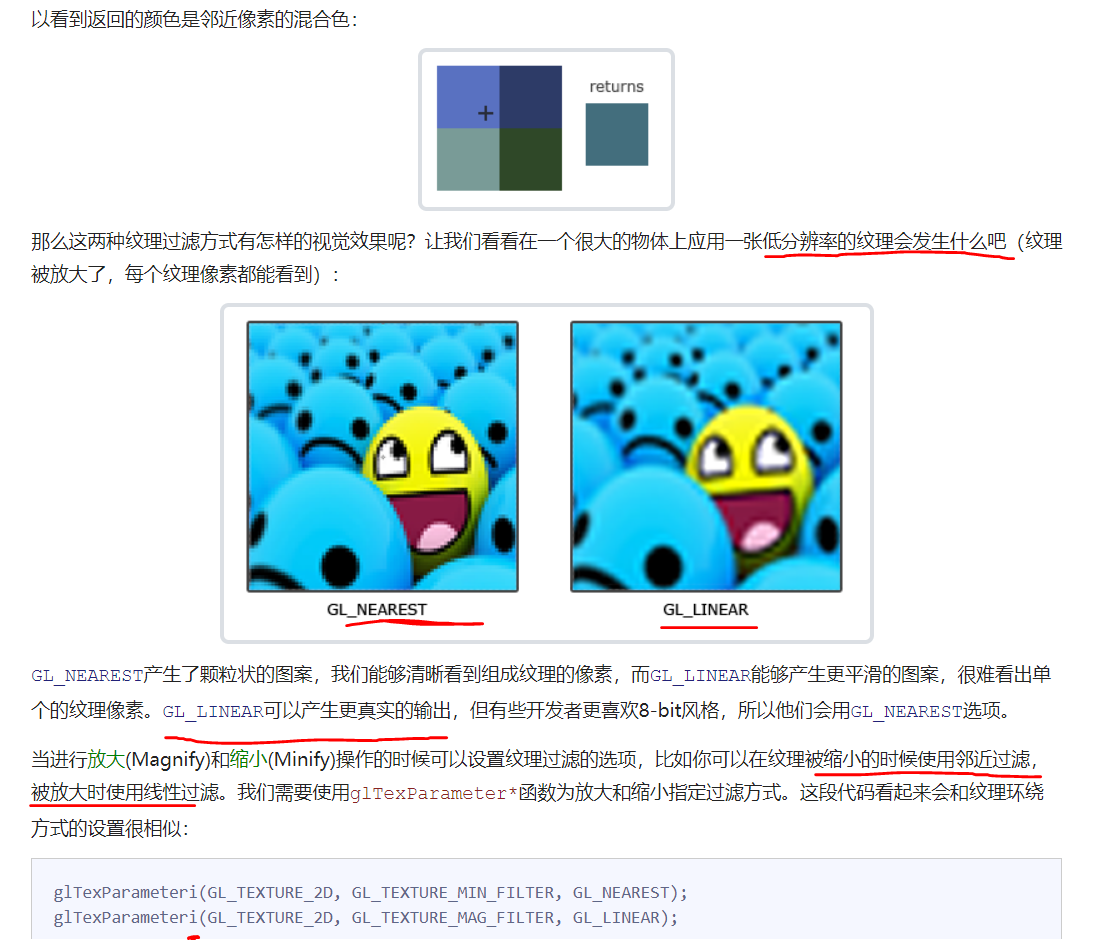 以看到返回的颜色是邻近像素的混合色：
returns
那么这两种纹理过滤方式有怎样的视觉效果呢？让我们看看在一个很大的物体上应用一张低分辨率的纹理会发生什么吧（纹理
被放大了，每个纹理像素都能看到）：
GL_NEAREST
GL_LINEAR
GL_NEAREST产生了颗粒状的图案，我们能够清晰看到组成纹理的像素，而GL_LINEAR能够产生更平滑的图案，很难看出单
个的纹理像素。GL_LINEAR可以产生更真实的输出，但有些开发者更喜欢8-bit风格，所以他们会用GL_NEAREST选项。
当进行放大(Magnify)和缩小(Minify)操作的时候可以设置纹理过滤的选项，比如你可以在纹理被缩小的时候使用邻近过滤，
被放大时使用线性过滤。我们需要使用glTexParameter*函数为放大和缩小指定过滤方式。这段代码看起来会和纹理环绕
方式的设置很相似：
glTexParameteri(GL_TEXTURE_2D, GL_TEXTURE_MIN_FILTER, GL_NEAREST);
glTexParameteri(GL_TEXTURE_2D, GL_TEXTURE_MAG_FILTER, GL_LINEAR);